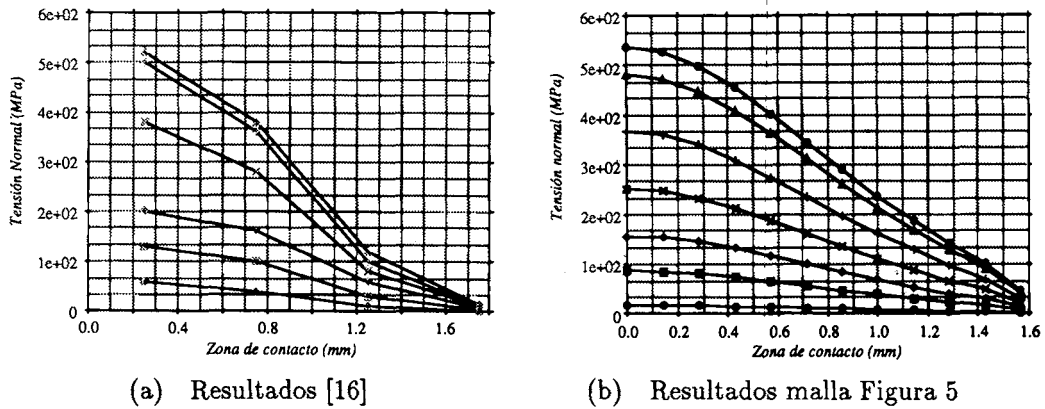 6e+02
5e+02
4e+02
3e+02
2e+02
1e+02
0
Tensión Normal (MPa)
0.0 0.4 0.8 1.2 1.6
Zona de contacto (mm)
(a) Resultados [16]
6e+02
5e+02
4e+02
3e+02
2e+02
1e+02
0
Tensión normal (MPa)
0.0 0.2 0.4 0.6 0.8 1.0 1.2 1.4 1.6
Zona de contacto (mm)
(b) Resultados malla Figura 5